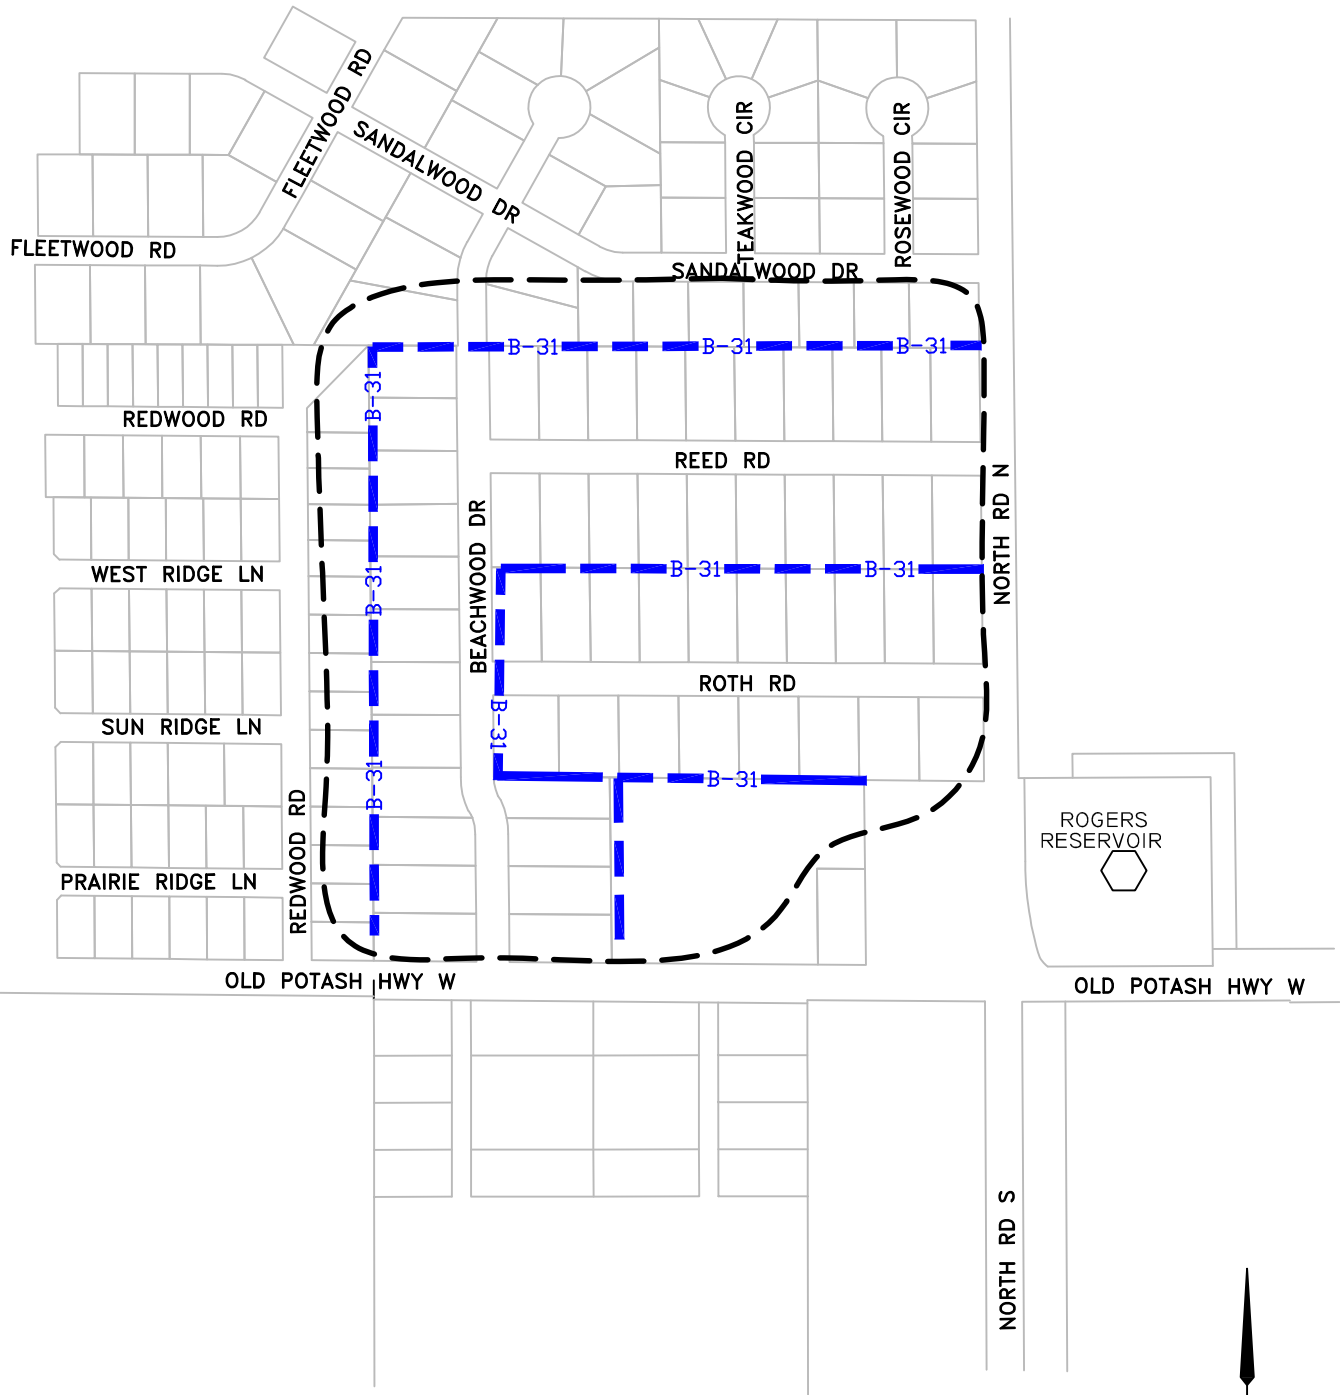 FLEETWOOD RD
SANDALWOOD DR
TEAKWOOD CIR
ROSEWOOD CIR
FLEETWOOD RD
SANDALWOOD DR
B-31
B-31
B-31
B-31
REDWOOD RD
REED RD
NORTH RD N
BEACHWOOD DR
WEST RIDGE LN
B-31
B-31
B-31
ROTH RD
SUN RIDGE LN
B-31
B-31
B-31
REDWOOD RD
ROGERS
RESERVOIR
PRAIRIE RIDGE LN
OLD POTASH HWY W
OLD POTASH HWY W
NORTH RD S